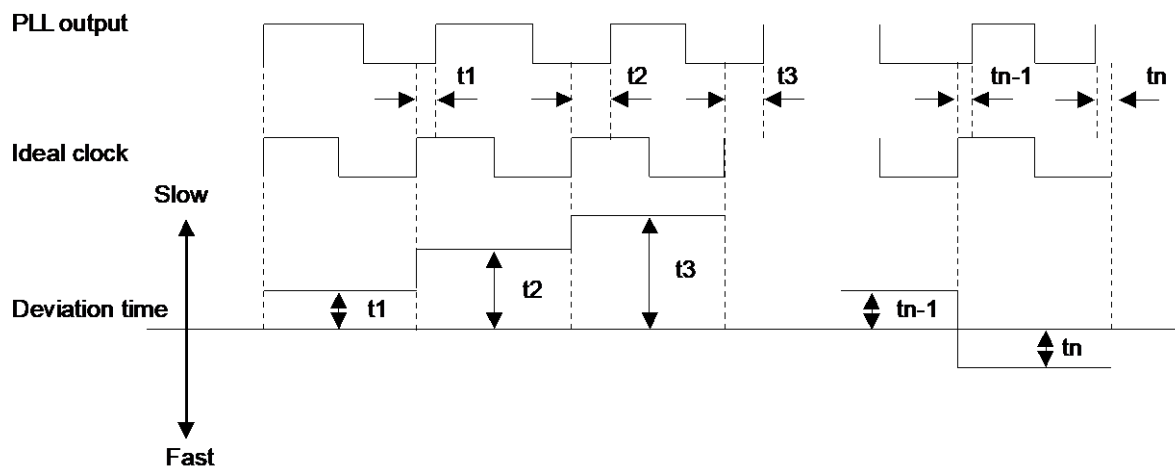 PLL output
t1
t2
t3
tn-1
tn
Ideal clock
Slow
Deviation time
t1
t2
t3
tn-1
tn
Fast